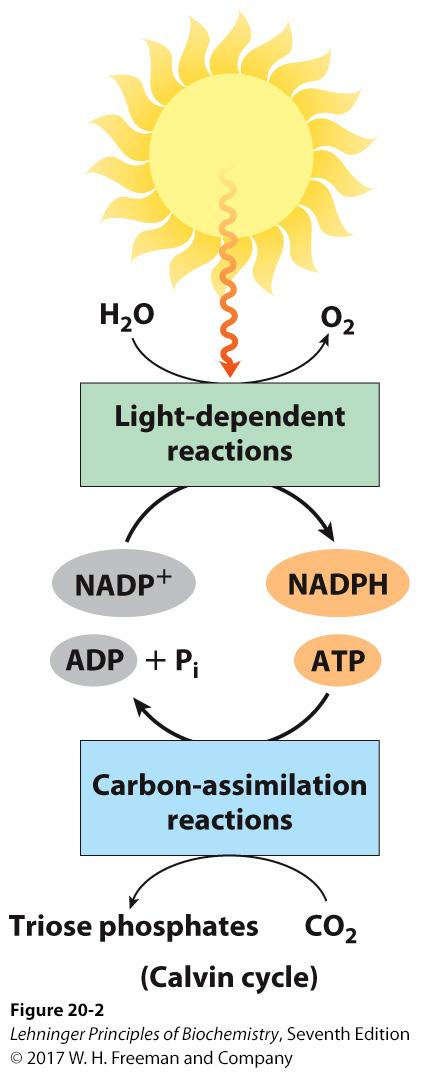 H₂O
O₂
Light-dependent
reactions
NADP⁺
NADPH
ADP + Pᵢ
ATP
Carbon-assimilation
reactions
Triose phosphates
CO₂
(Calvin cycle)
Figure 20-2
Lehninger Principles of Biochemistry, Seventh Edition
© 2017 W. H. Freeman and Company